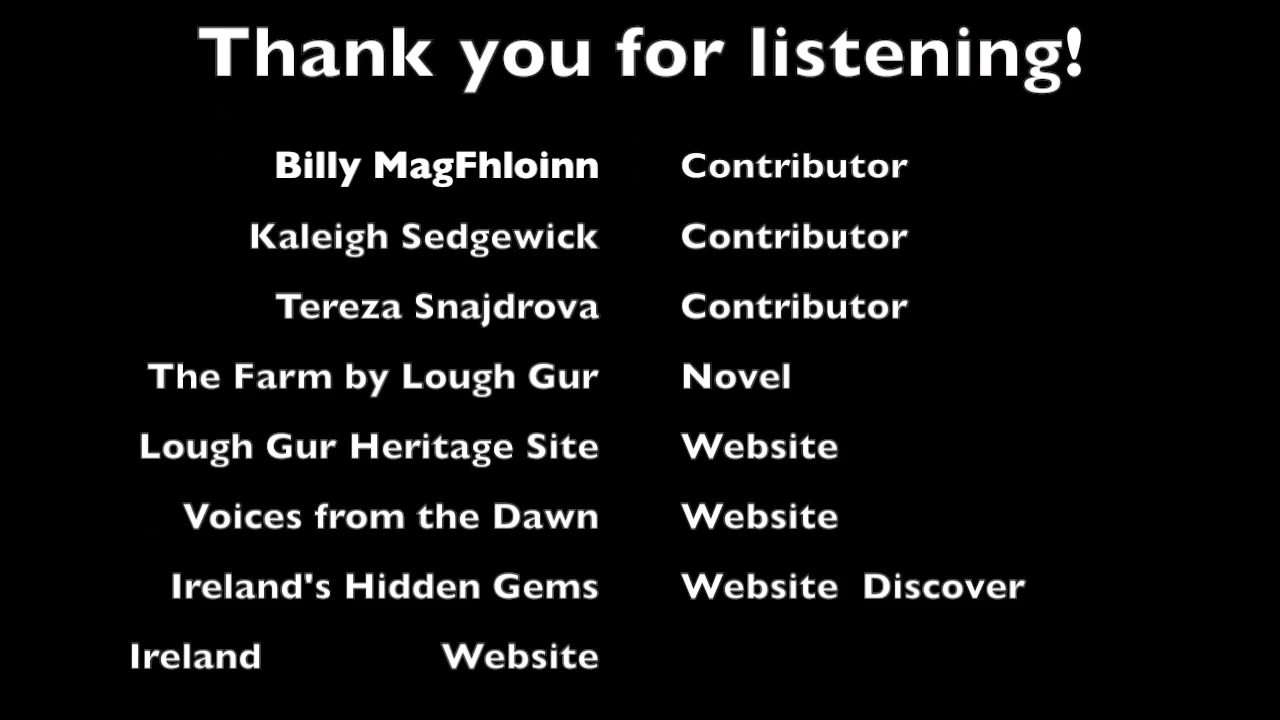 Thank you for listening!
Billy MagFhloinn Contributor
Kaleigh Sedgewick Contributor
Tereza Snajdrova Contributor
The Farm by Lough Gur Novel
Lough Gur Heritage Site Website
Voices from the Dawn Website
Ireland's Hidden Gems Website Discover
Ireland Website